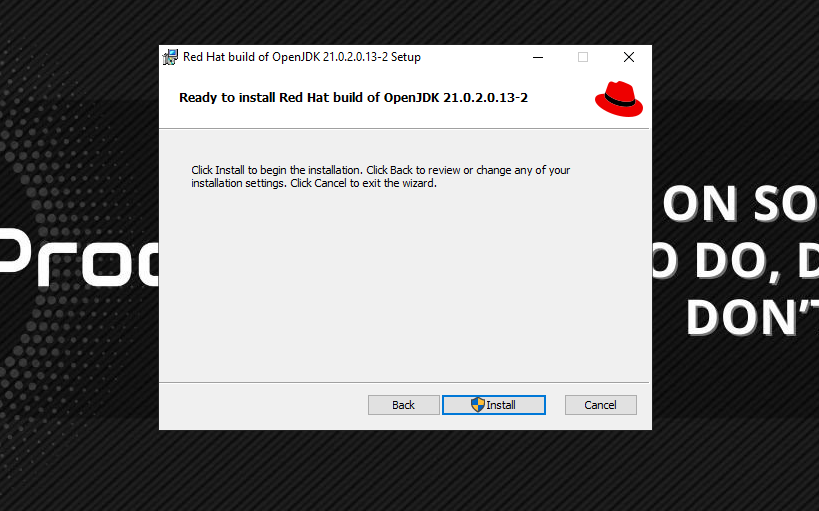 Red Hat build of OpenJDK 21.0.2.0.13-2 Setup
Ready to install Red Hat build of OpenJDK 21.0.2.0.13-2
Click Install to begin the installation. Click Back to review or change any of your
installation settings. Click Cancel to exit the wizard.
Back
Install
Cancel
Proc
ON SO
O DO, D
DON'T